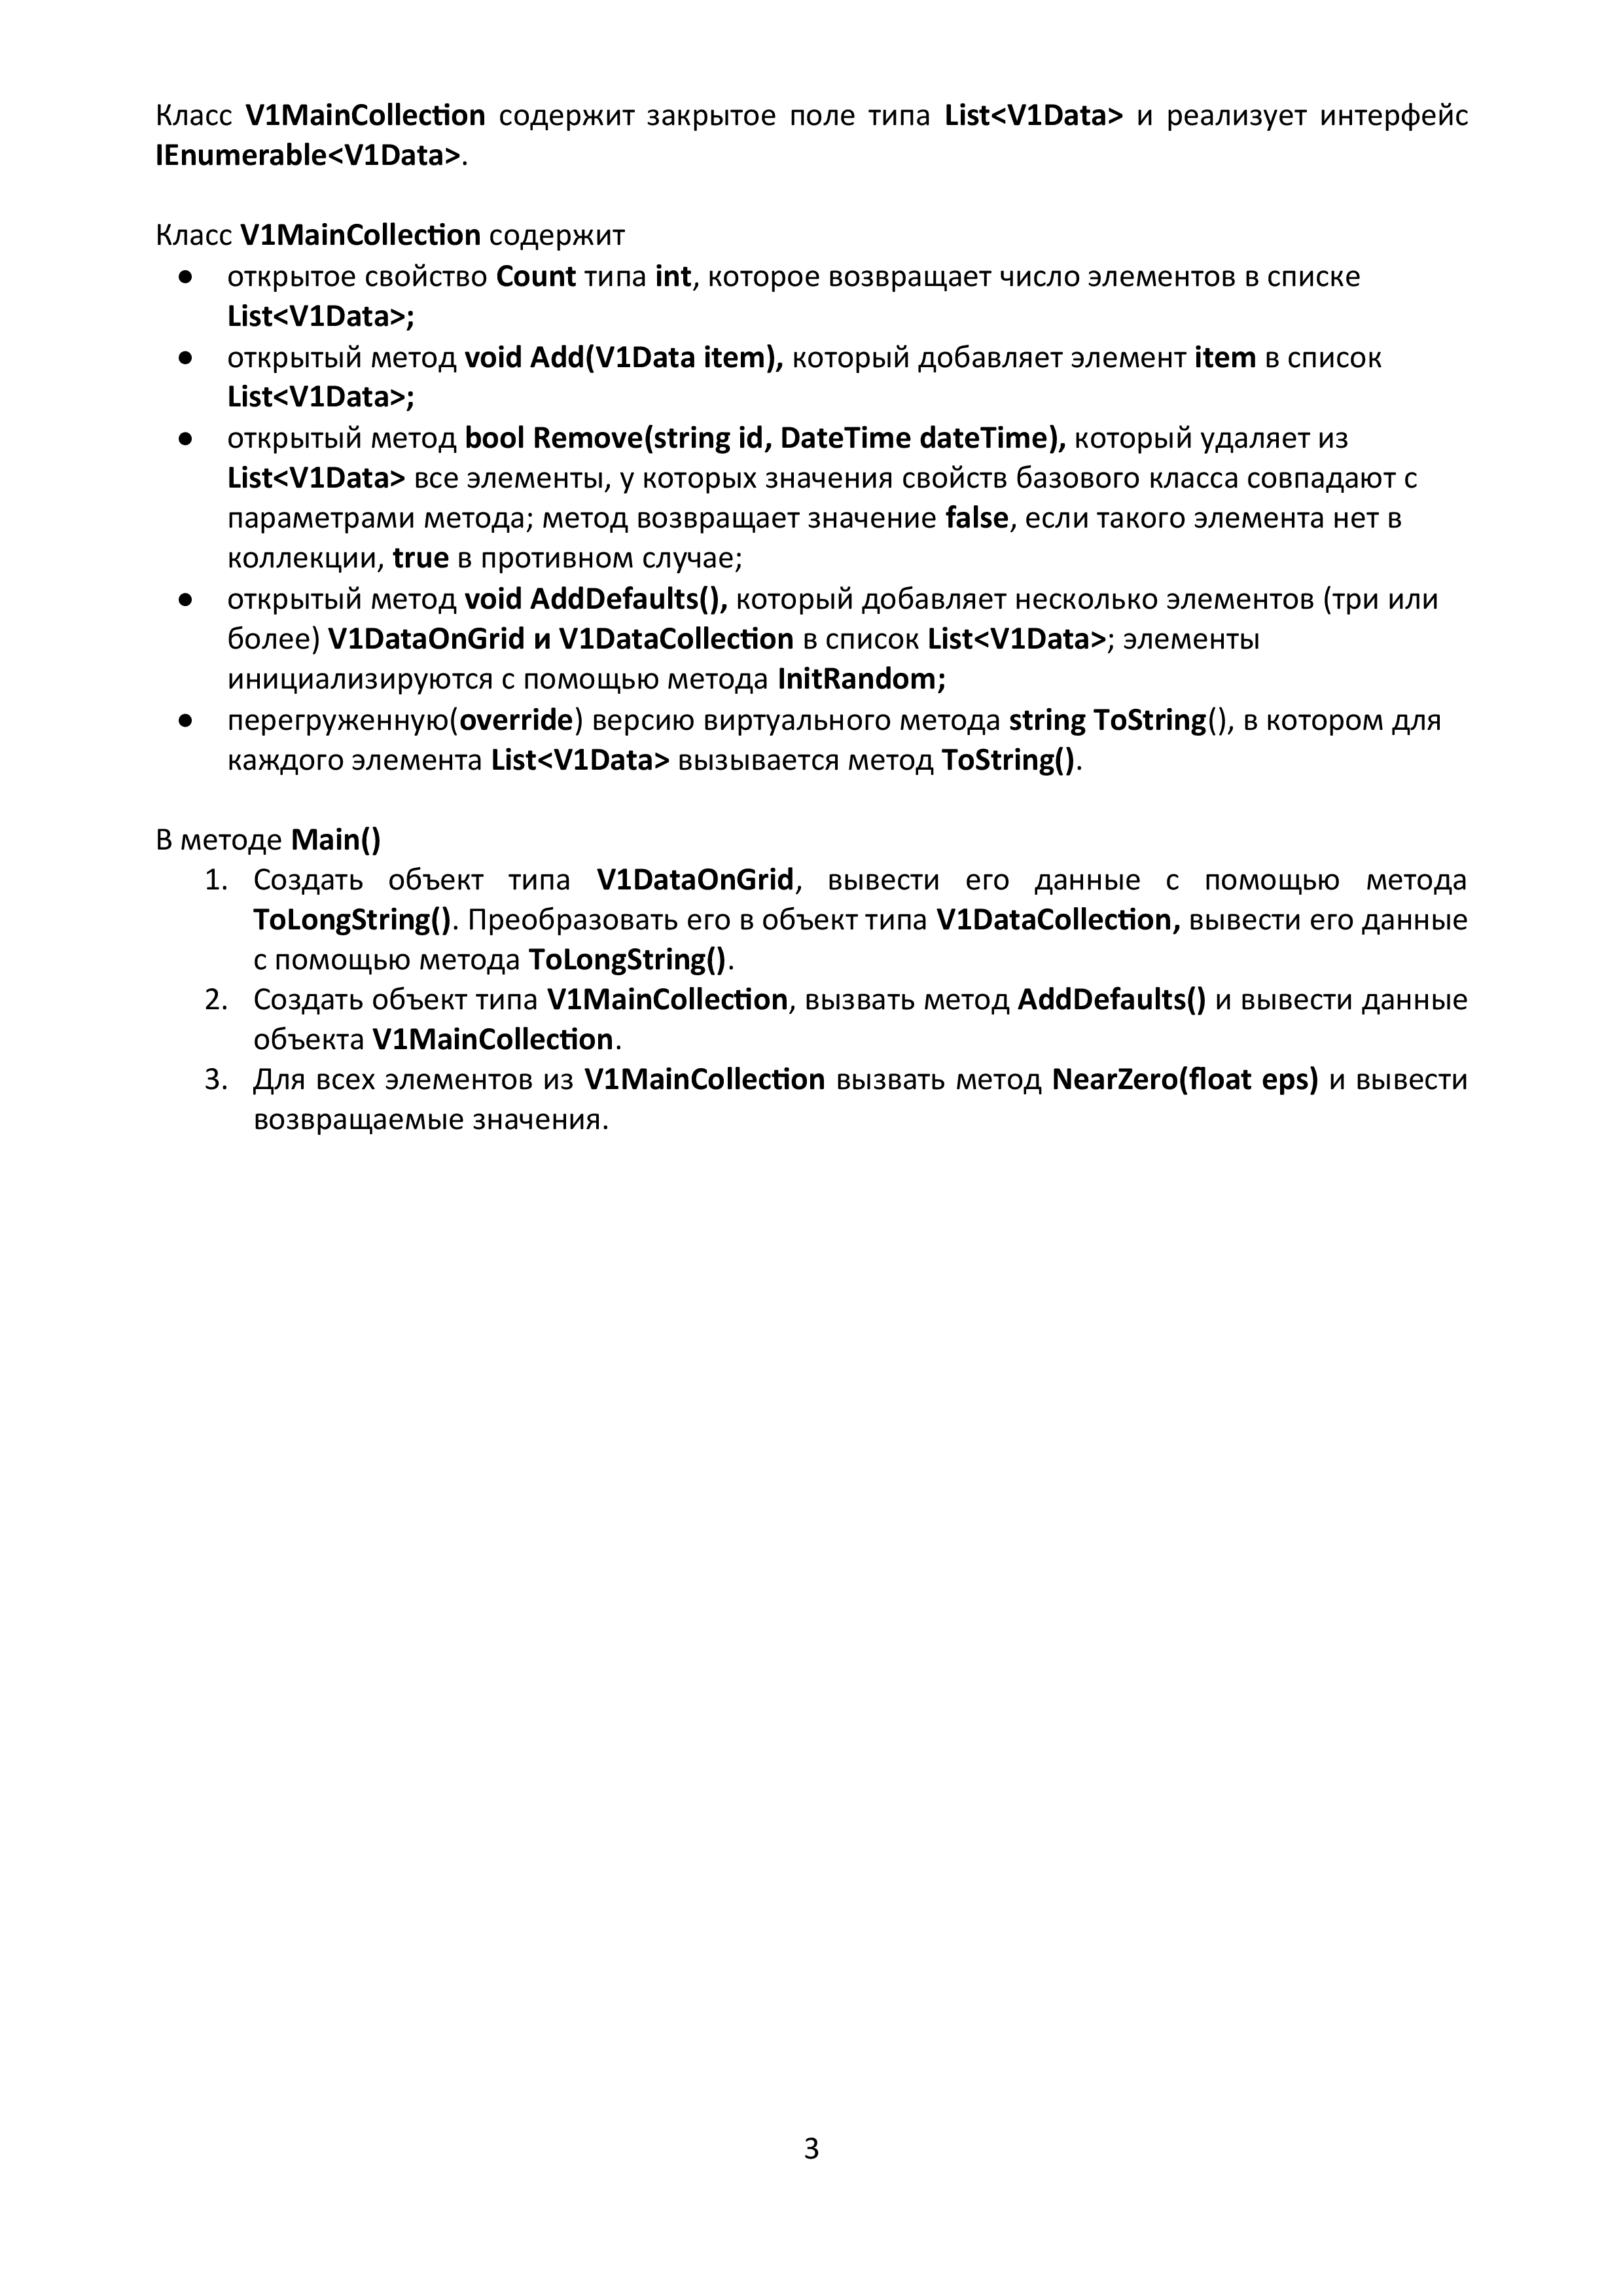 Класс V1MainCollection содержит закрытое поле типа List<V1Data> и реализует интерфейс
IEnumerable<V1Data>.
Класс V1MainCollection содержит
● открытое свойство Count типа int, которое возвращает число элементов в списке
List<V1Data>;
● открытый метод void Add(V1Data item), который добавляет элемент item в список
List<V1Data>;
● открытый метод bool Remove(string id, DateTime dateTime), который удаляет из
List<V1Data> все элементы, у которых значения свойств базового класса совпадают с
параметрами метода; метод возвращает значение false, если такого элемента нет в
коллекции, true в противном случае;
● открытый метод void AddDefaults(), который добавляет несколько элементов (три или
более) V1DataOnGrid и V1DataCollection в список List<V1Data>; элементы
инициализируются с помощью метода InitRandom;
● перегруженную(override) версию виртуального метода string ToString(), в котором для
каждого элемента List<V1Data> вызывается метод ToString().
В методе Main()
1. Создать объект типа V1DataOnGrid, вывести его данные с помощью метода
ToLongString(). Преобразовать его в объект типа V1DataCollection, вывести его данные
с помощью метода ToLongString().
2. Создать объект типа V1MainCollection, вызвать метод AddDefaults() и вывести данные
объекта V1MainCollection.
3. Для всех элементов из V1MainCollection вызвать метод NearZero(float eps) и вывести
возвращаемые значения.
3